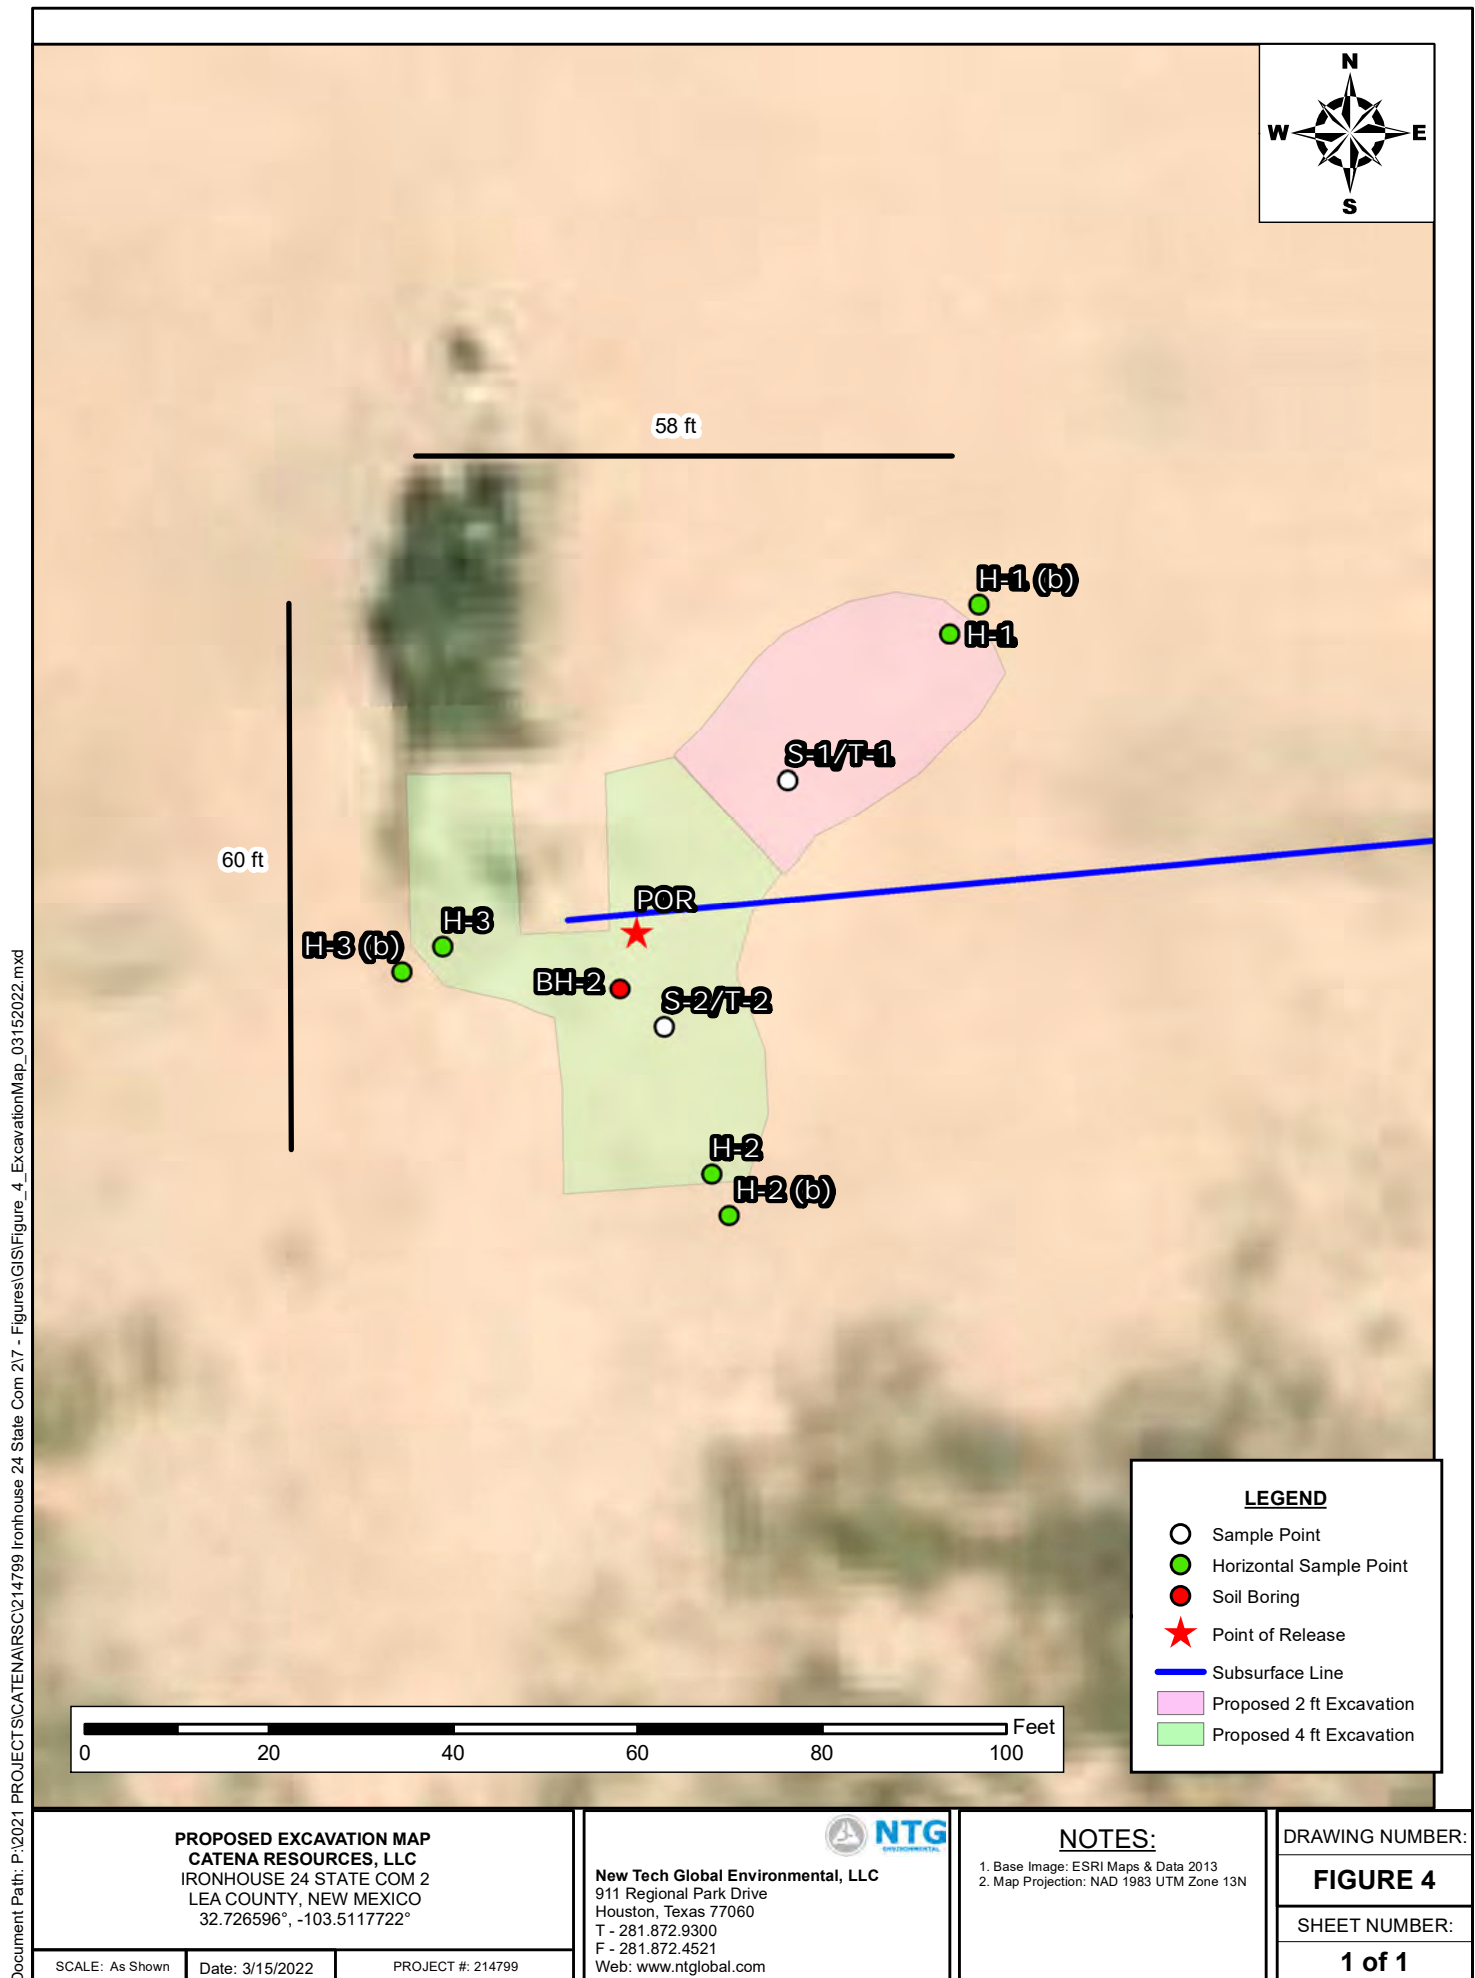 N
W E
S
58 ft
H-1 (b)
H-1
S-1/T-1
60 ft
POR
H-3
H-3 (b)
BH-2
S-2/T-2
H-2
H-2 (b)
LEGEND
Sample Point
Horizontal Sample Point
Soil Boring
Point of Release
Subsurface Line
Proposed 2 ft Excavation
Proposed 4 ft Excavation
Feet
0 20 40 60 80 100
Document Path: P:\2021 PROJECTS\CATENA\RSC\214799 Ironhouse 24 State Com 2\7 - Figures\GIS\Figure_4_ExcavationMap_03152022.mxd
PROPOSED EXCAVATION MAP
CATENA RESOURCES, LLC
IRONHOUSE 24 STATE COM 2
LEA COUNTY, NEW MEXICO
32.726596°, -103.5117722°
SCALE: As Shown
Date: 3/15/2022
PROJECT #: 214799
NTG
ENVIRONMENTAL
New Tech Global Environmental, LLC
911 Regional Park Drive
Houston, Texas 77060
T - 281.872.9300
F - 281.872.4521
Web: www.ntglobal.com
NOTES:
1. Base Image: ESRI Maps & Data 2013
2. Map Projection: NAD 1983 UTM Zone 13N
DRAWING NUMBER:
FIGURE 4
SHEET NUMBER:
1 of 1